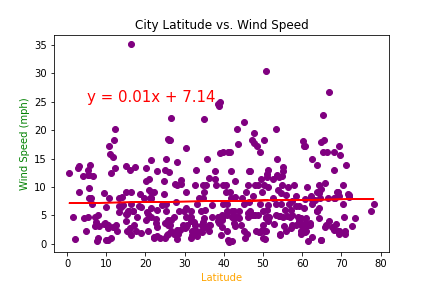 City Latitude vs. Wind Speed
35
30
25
20
15
10
5
0
y = 0.01x + 7.14
Wind Speed (mph)
0 10 20 30 40 50 60 70 80
Latitude